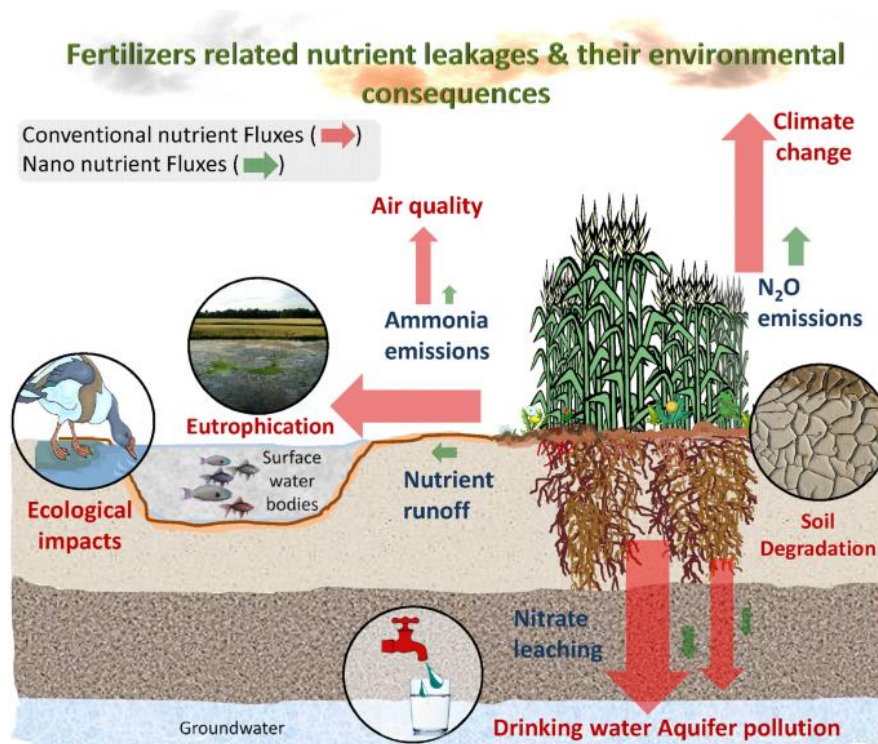 Fertilizers related nutrient leakages & their environmental
consequences
Conventional nutrient Fluxes ( )
Nano nutrient Fluxes ( )
Climate
change
Air quality
N₂O
emissions
Ammonia
emissions
Eutrophication
Surface
water
bodies
Nutrient
runoff
Ecological
impacts
Soil
Degradation
Nitrate
leaching
Groundwater
Drinking water Aquifer pollution